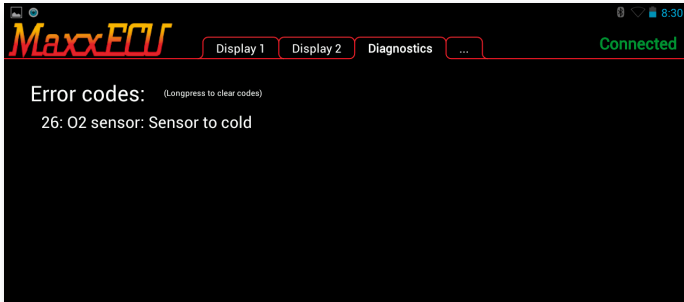 8:30
MaxxECU
Display 1
Display 2
Diagnostics
...
Connected
Error codes: (Longpress to clear codes)
26: O2 sensor: Sensor to cold